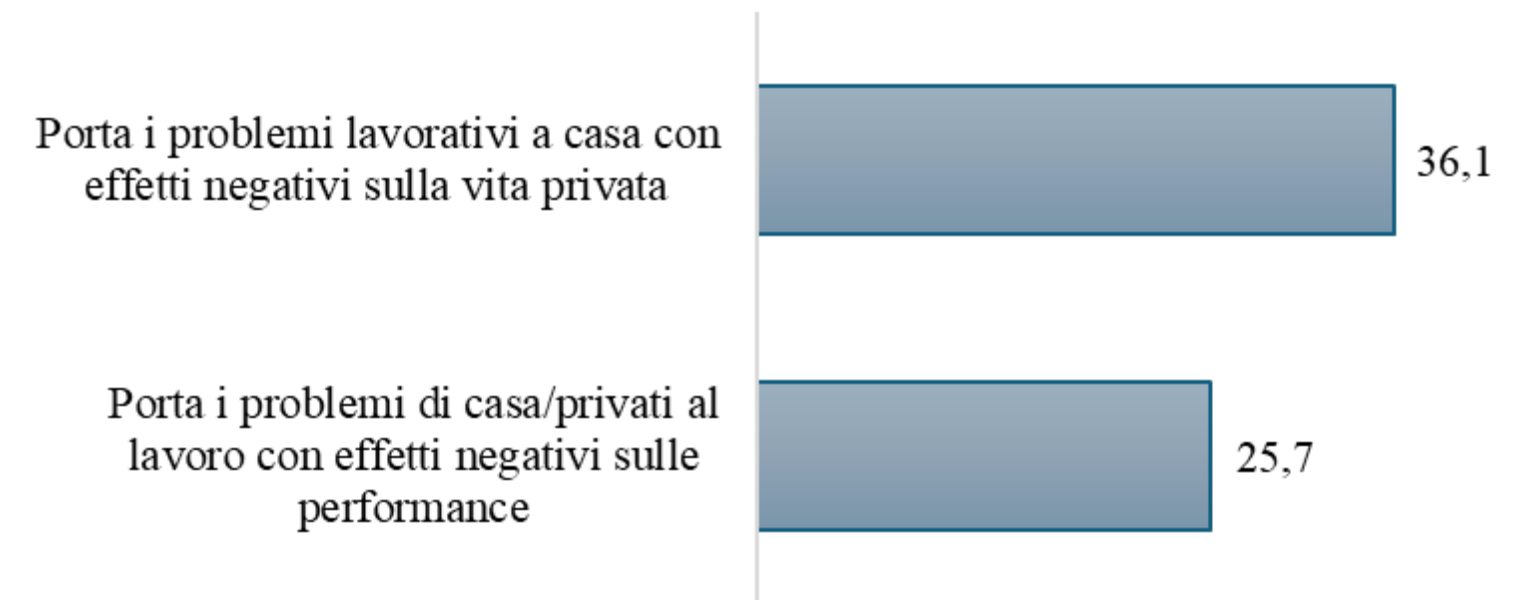 Porta i problemi lavorativi a casa con
effetti negativi sulla vita privata
36,1
Porta i problemi di casa/privati al
lavoro con effetti negativi sulle
performance
25,7